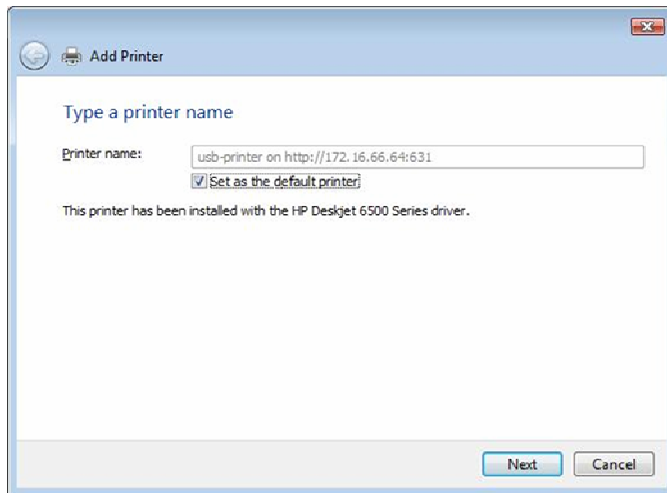 Add Printer
Type a printer name
Printer name:
usb-printer on http://172.16.66.64:631
Set as the default printer
This printer has been installed with the HP Deskjet 6500 Series driver.
Next
Cancel